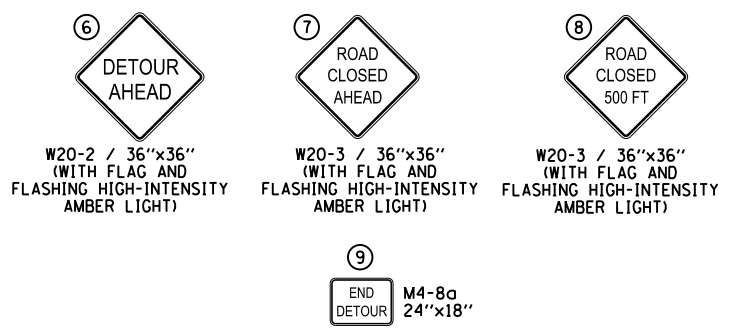 6
DETOUR
AHEAD
W20-2 / 36''x36''
(WITH FLAG AND
FLASHING HIGH-INTENSITY
AMBER LIGHT)
7
ROAD
CLOSED
AHEAD
W20-3 / 36''x36''
(WITH FLAG AND
FLASHING HIGH-INTENSITY
AMBER LIGHT)
8
ROAD
CLOSED
500 FT
W20-3 / 36''x36''
(WITH FLAG AND
FLASHING HIGH-INTENSITY
AMBER LIGHT)
9
END
DETOUR
M4-8a
24''x18''